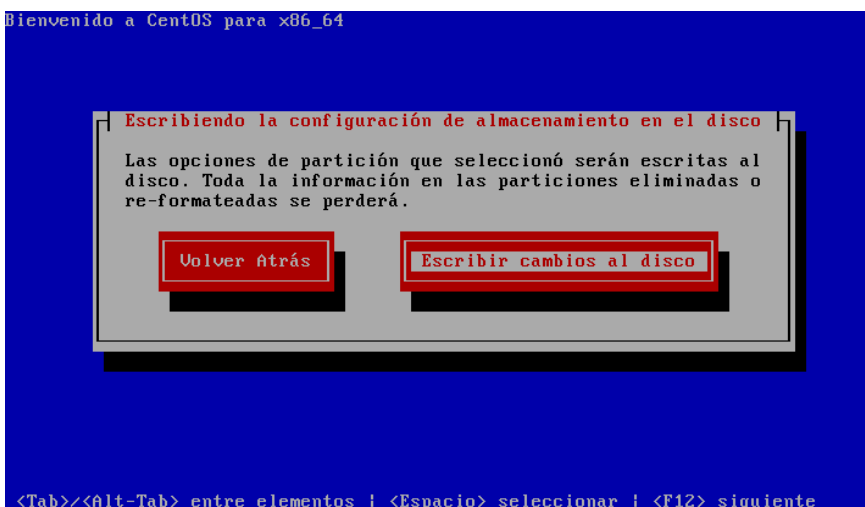 Bienvenido a CentOS para x86_64
Escribiendo la configuración de almacenamiento en el disco
Las opciones de partición que seleccionó serán escritas al
disco. Toda la información en las particiones eliminadas o
re-formateadas se perderá.
Volver Atrás
Escribir cambios al disco
<Tab>/<Alt-Tab> entre elementos | <Espacio> seleccionar | <F12> siguiente